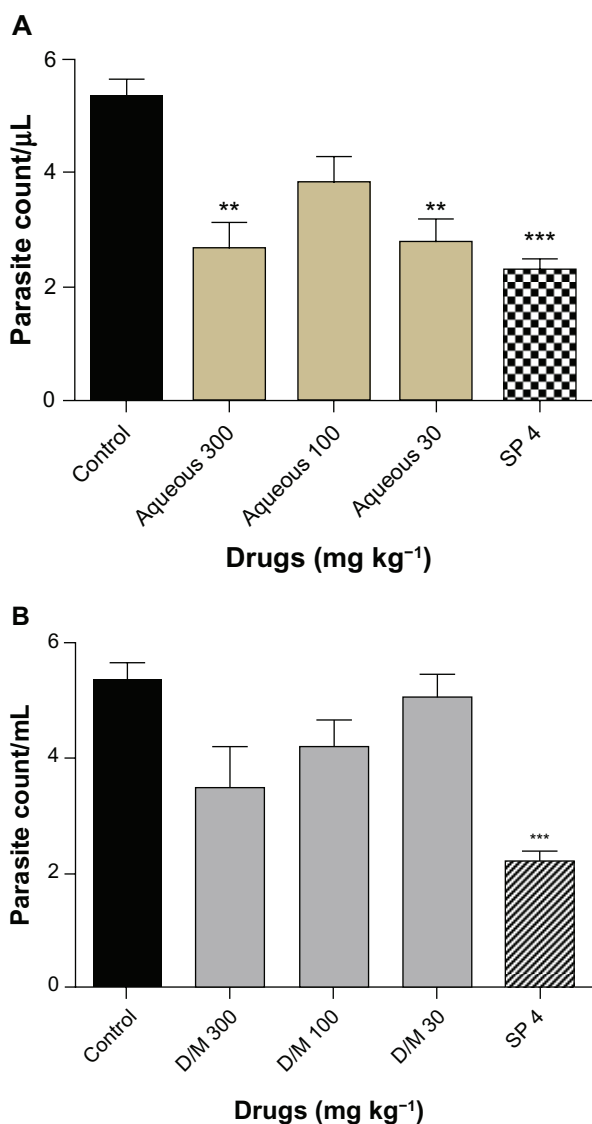 A
Parasite count/μL
6
4
2
0
**
**
***
Control
Aqueous 300
Aqueous 100
Aqueous 30
SP 4
Drugs (mg kg⁻¹)
B
Parasite count/mL
6
4
2
0
***
Control
D/M 300
D/M 100
D/M 30
SP 4
Drugs (mg kg⁻¹)